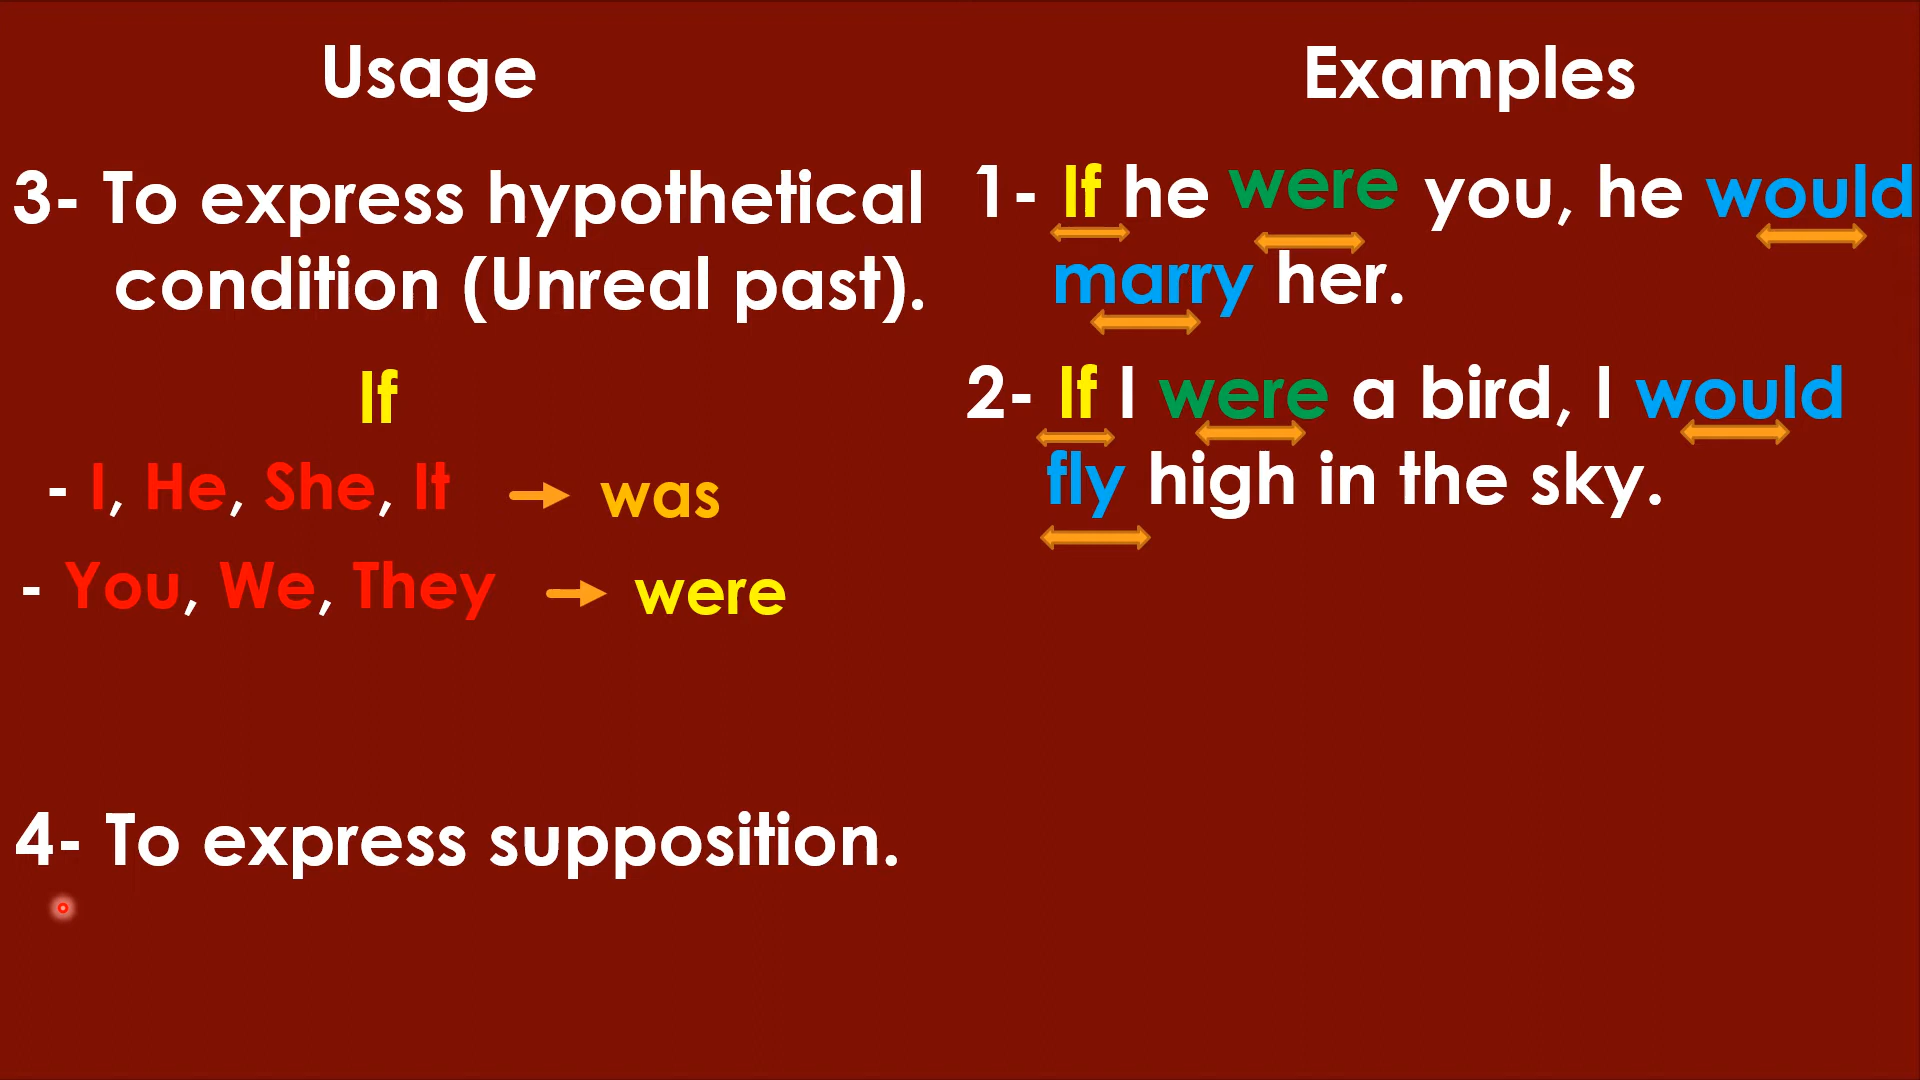 Usage
3- To express hypothetical
condition (Unreal past).
If
- I, He, She, It → was
- You, We, They → were
4- To express supposition.
Examples
1- If he were you, he would
marry her.
2- If I were a bird, I would
fly high in the sky.